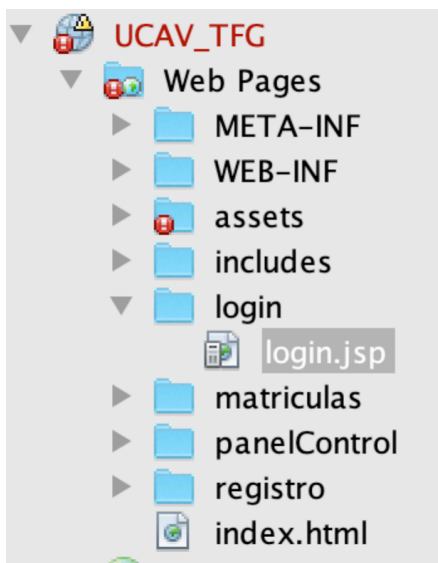 UCAV_TFG
Web Pages
META-INF
WEB-INF
assets
includes
login
login.jsp
matriculas
panelControl
registro
index.html